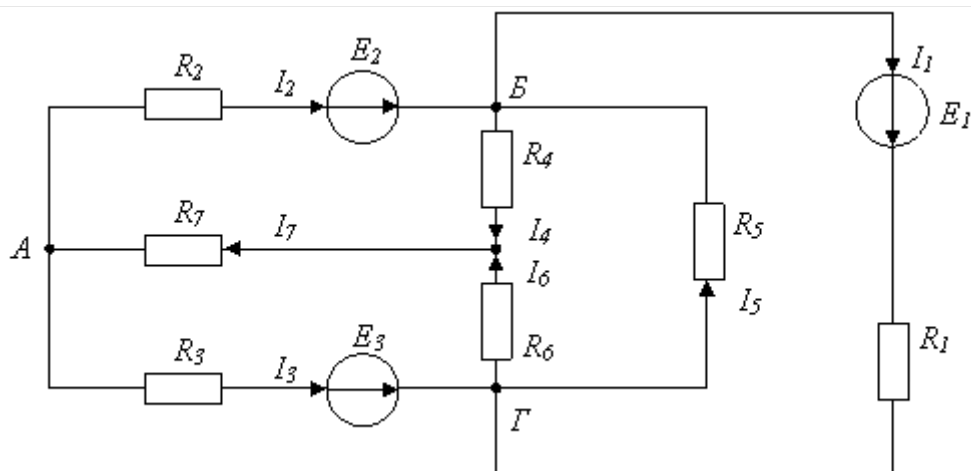 R2 I2 E2 Б I1
E1
R4
А R7 I7 I4 R5
I6 I5
R3 I3 E3 R6 R1
Г